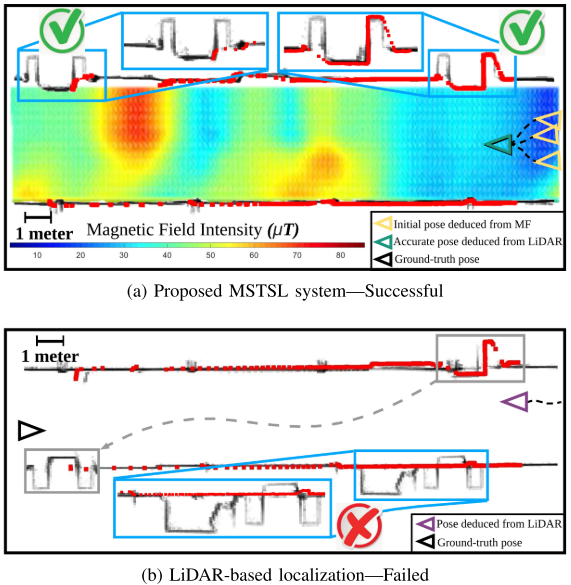 1 meter
Magnetic Field Intensity (μT)
10 20 30 40 50 60 70 80
Initial pose deduced from MF
Accurate pose deduced from LiDAR
Ground-truth pose
(a) Proposed MSTSL system—Successful
1 meter
Pose deduced from LiDAR
Ground-truth pose
(b) LiDAR-based localization—Failed